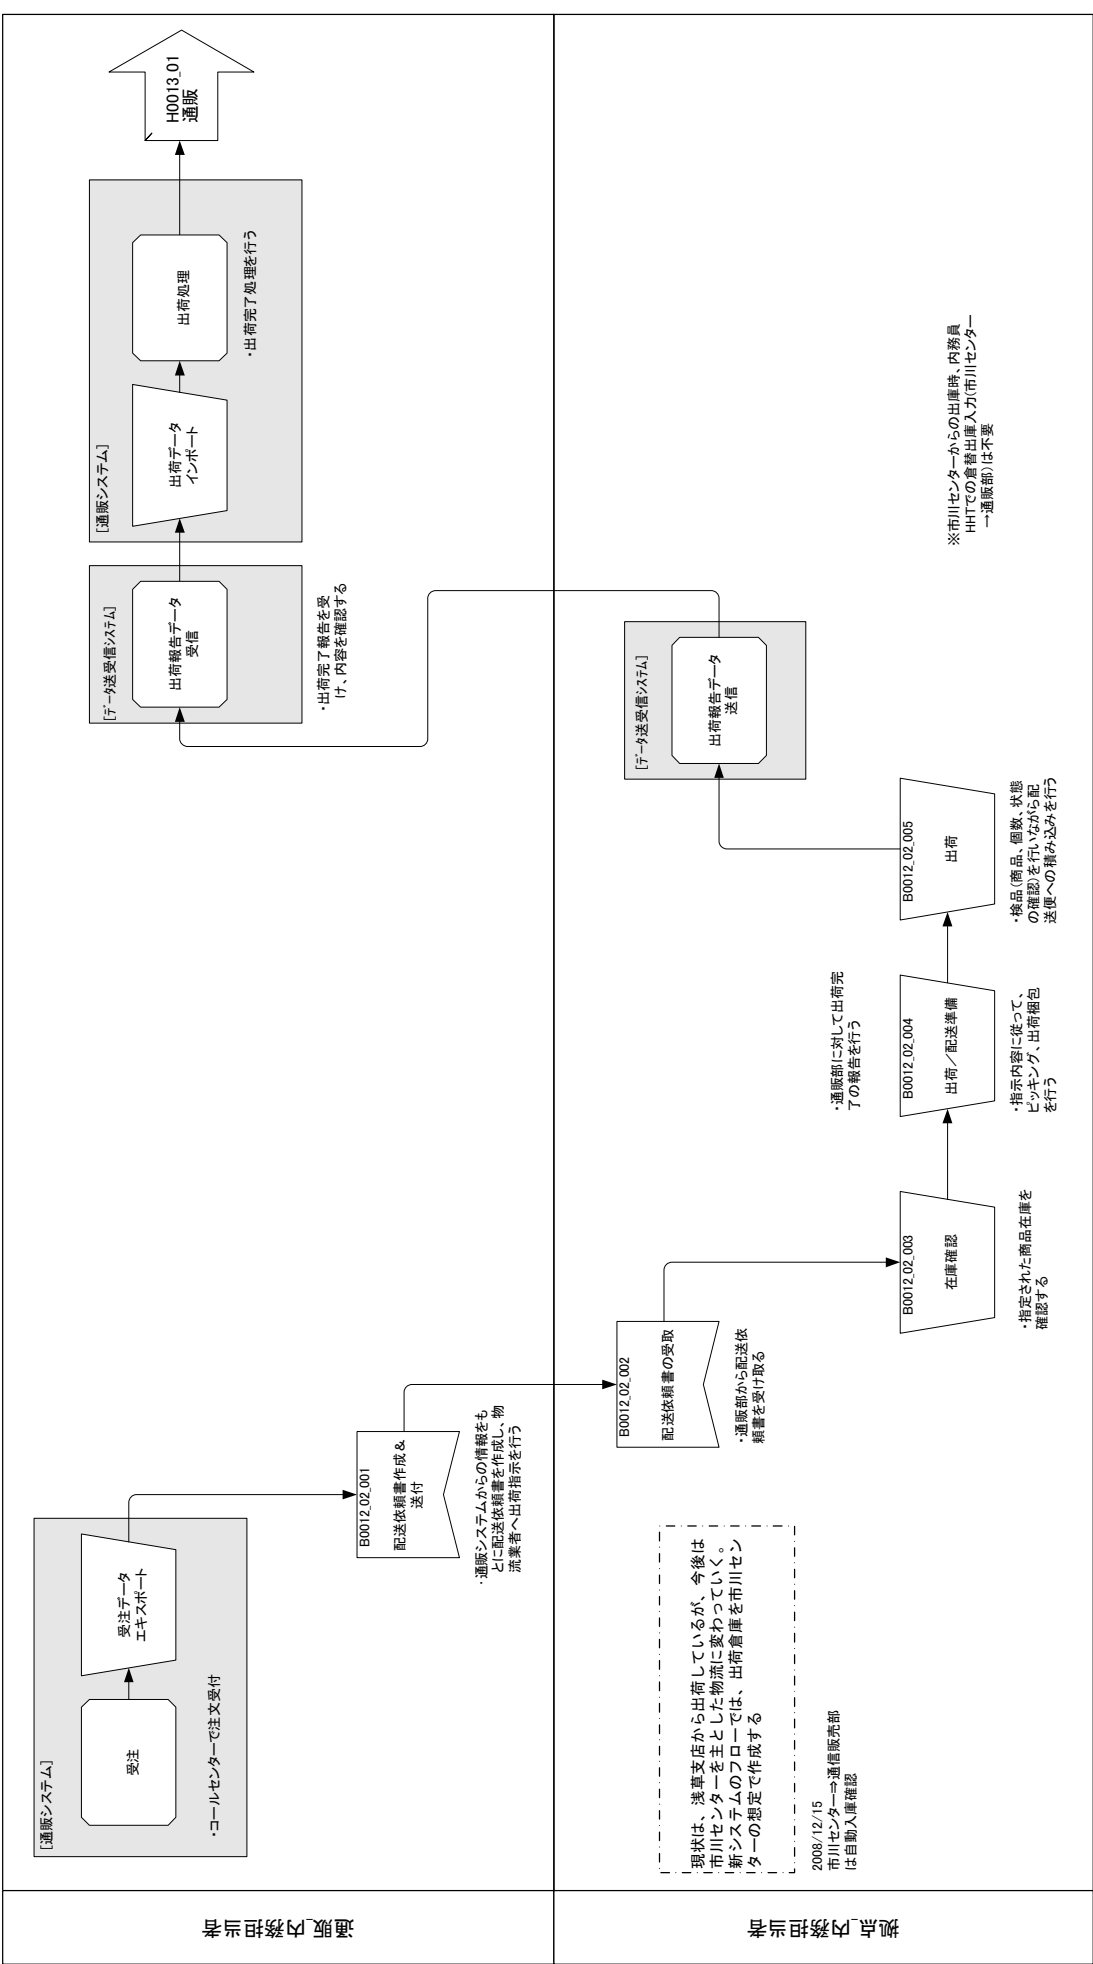 通販_内務担当者
[通販システム]
受注
受注データ
エキスポート
・コールセンターで注文受付
B0012_02_001
配送依頼書作成＆
送付
・通販システムからの情報をも
とに配送依頼書を作成し、物
流業者へ出荷指示を行う
[データ送受信システム]
出荷報告データ
受信
・出荷完了報告を受
け、内容を確認する
[通販システム]
出荷データ
インポート
出荷処理
・出荷完了処理を行う
H0013_01
通販
拠点_内務担当者
現状は、浅草支店から出荷しているが、今後は
市川センターを主とした物流に変わっていく。
新システムのフローでは、出荷倉庫を市川セン
ターの想定で作成する
2008/12/15
市川センター⇒通信販売部
は自動入庫確認
B0012_02_002
配送依頼書の受取
・通販部から配送依
頼書を受け取る
B0012_02_003
在庫確認
・指定された商品在庫を
確認する
B0012_02_004
出荷／配送準備
・指示内容に従って、
ピッキング、出荷梱包
を行う
・通販部に対して出荷完
了の報告を行う
B0012_02_005
出荷
・検品（商品、個数、状態
の確認）を行いながら配
送便への積み込みを行う
[データ送受信システム]
出荷報告データ
送信
※市川センターからの出庫時、内務員
HHTでの倉替出庫入力（市川センター
→通販部）は不要